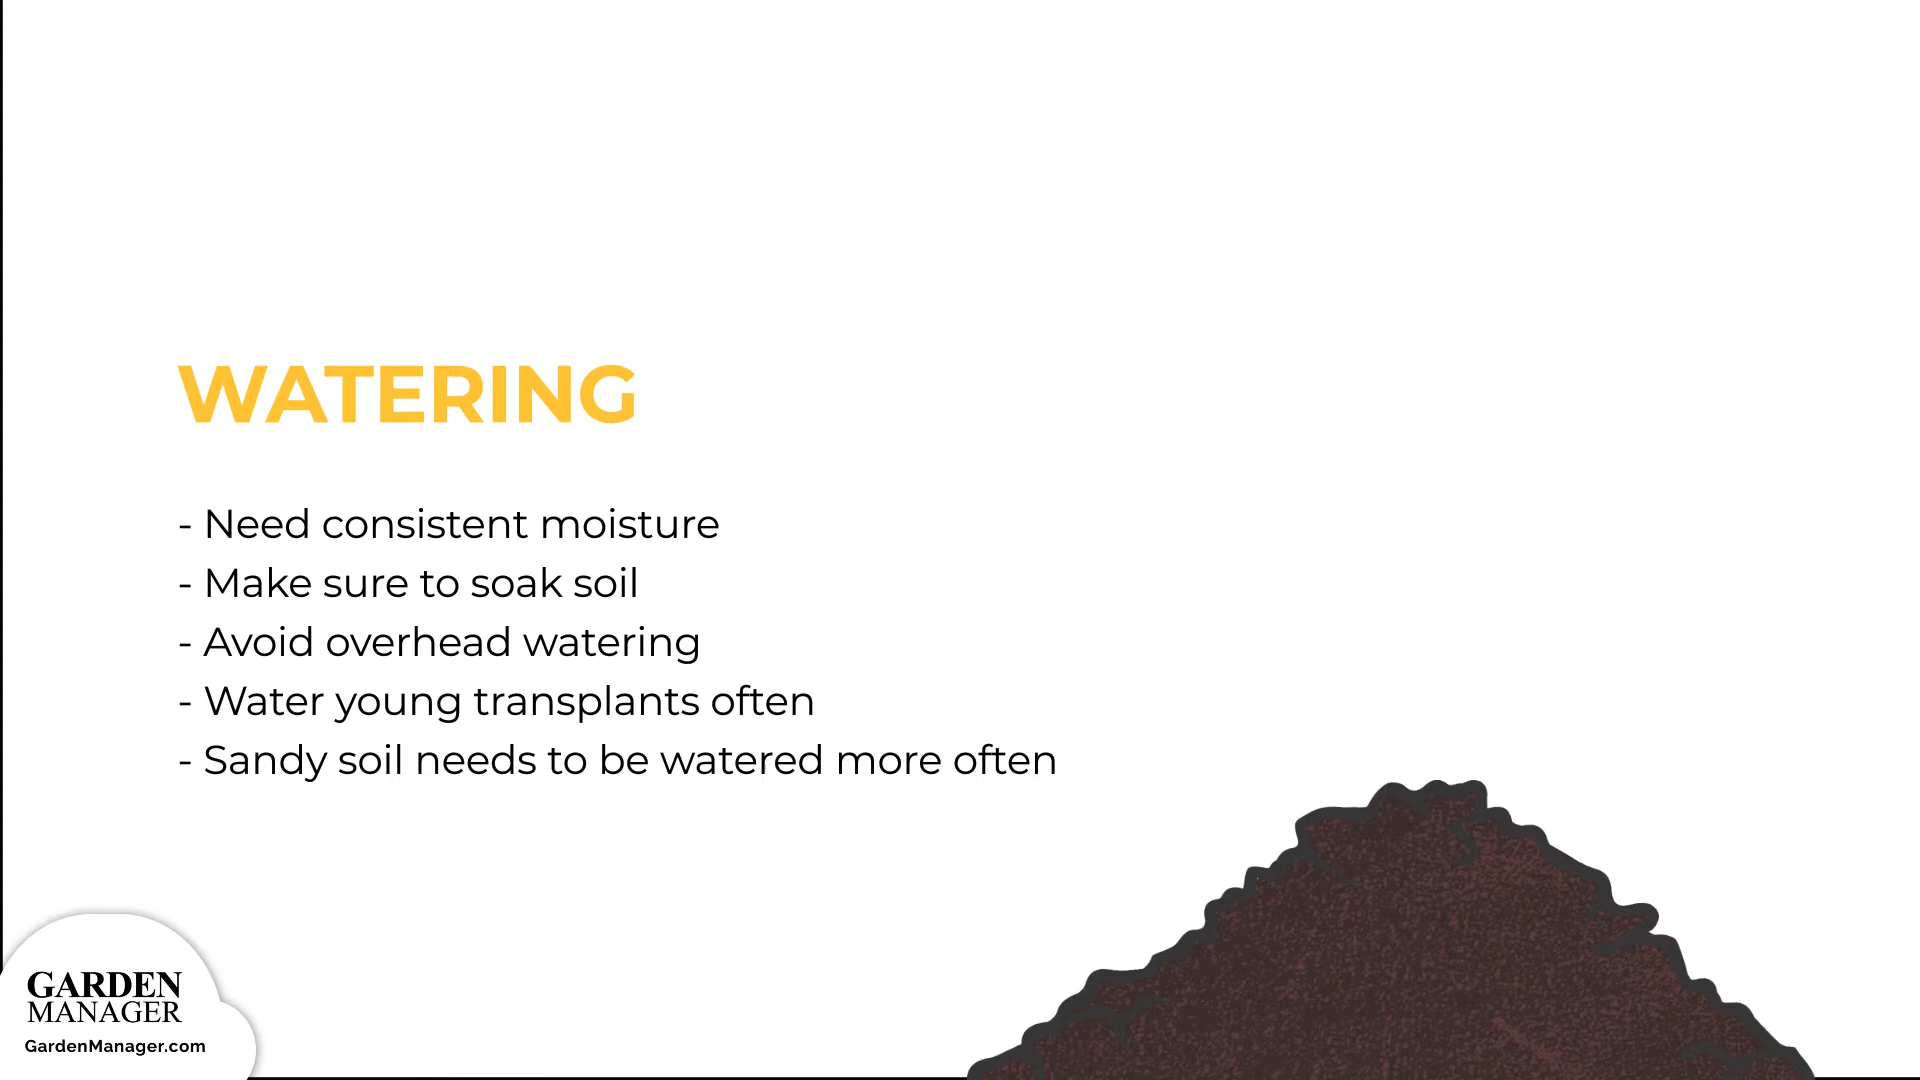 WATERING
- Need consistent moisture
- Make sure to soak soil
- Avoid overhead watering
- Water young transplants often
- Sandy soil needs to be watered more often
GARDEN
MANAGER
GardenManager.com